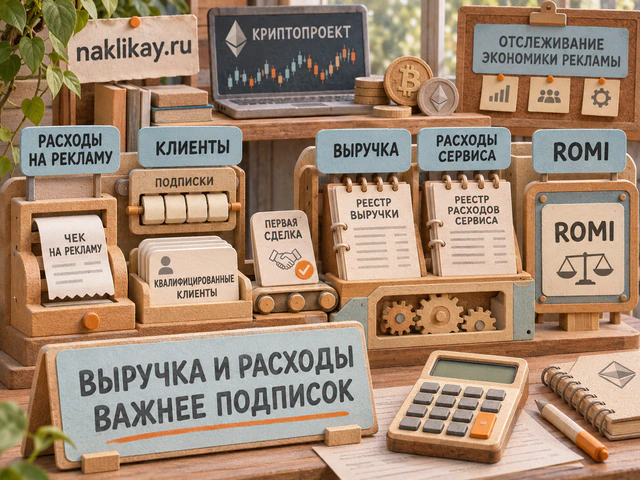 naklikay.ru
КРИПТОПРОЕКТ
ОТСЛЕЖИВАНИЕ
ЭКОНОМИКИ РЕКЛАМЫ
РАСХОДЫ
НА РЕКЛАМУ
КЛИЕНТЫ
ВЫРУЧКА
РАСХОДЫ
СЕРВИСА
ROMI
ЧЕК
НА РЕКЛАМУ
ПОДПИСКИ
КВАЛИФИЦИРОВАННЫЕ
КЛИЕНТЫ
ПЕРВАЯ
СДЕЛКА
РЕЕСТР
ВЫРУЧКИ
РЕЕСТР
РАСХОДОВ
СЕРВИСА
ROMI
ВЫРУЧКА И РАСХОДЫ
ВАЖНЕЕ ПОДПИСОК